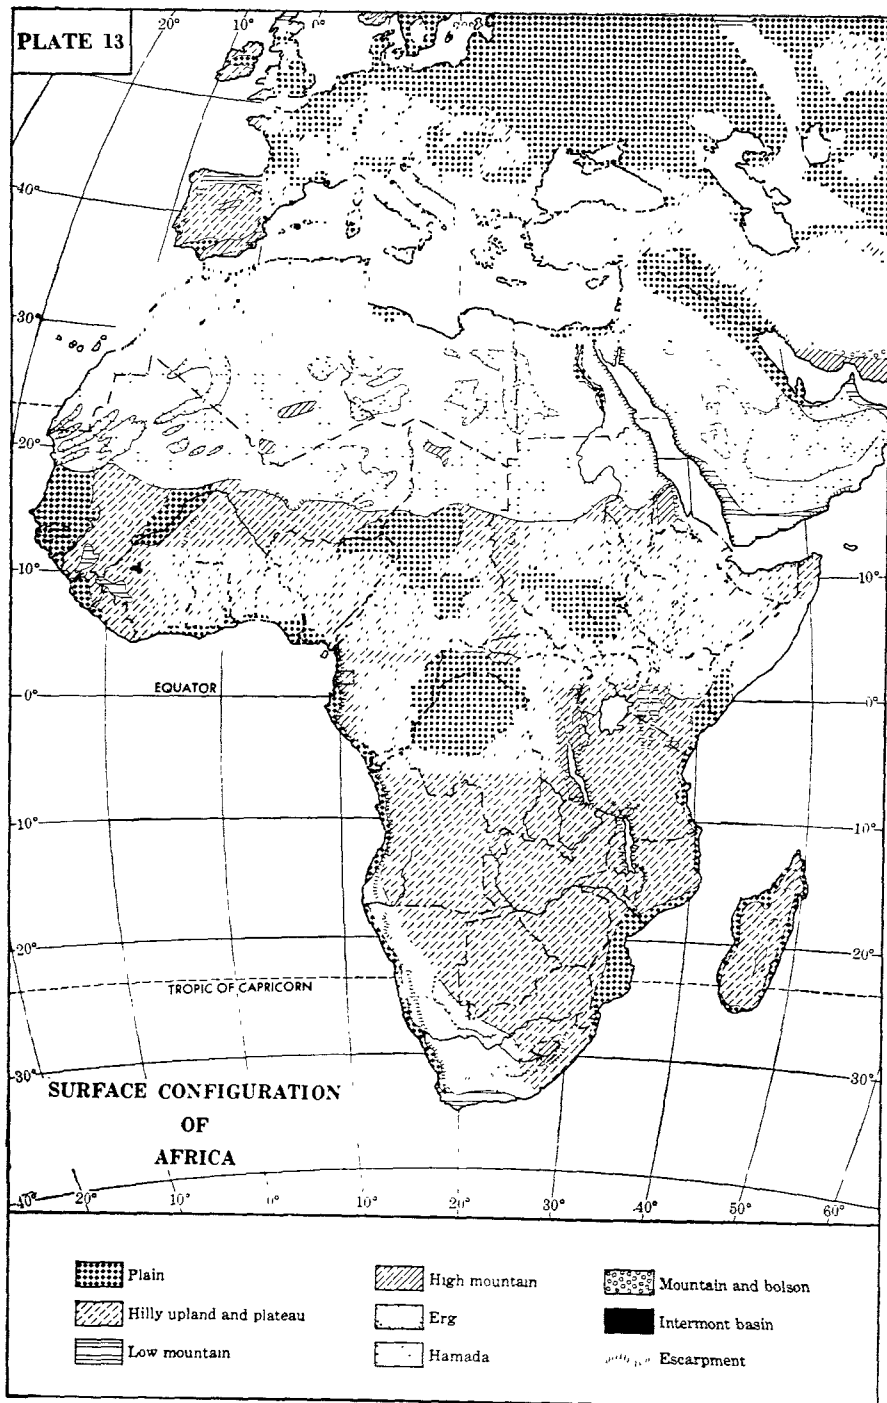 PLATE 13
20° 10° 0°
40°
30°
20°
10° 10°
EQUATOR
0° 0°
10° 10°
20° 20°
TROPIC OF CAPRICORN
30° 30°
SURFACE CONFIGURATION
OF
AFRICA
40° 20° 10° 0° 10° 20° 30° 40° 50° 60°
Plain
Hilly upland and plateau
Low mountain
High mountain
Erg
Hamada
Mountain and bolson
Intermont basin
Escarpment